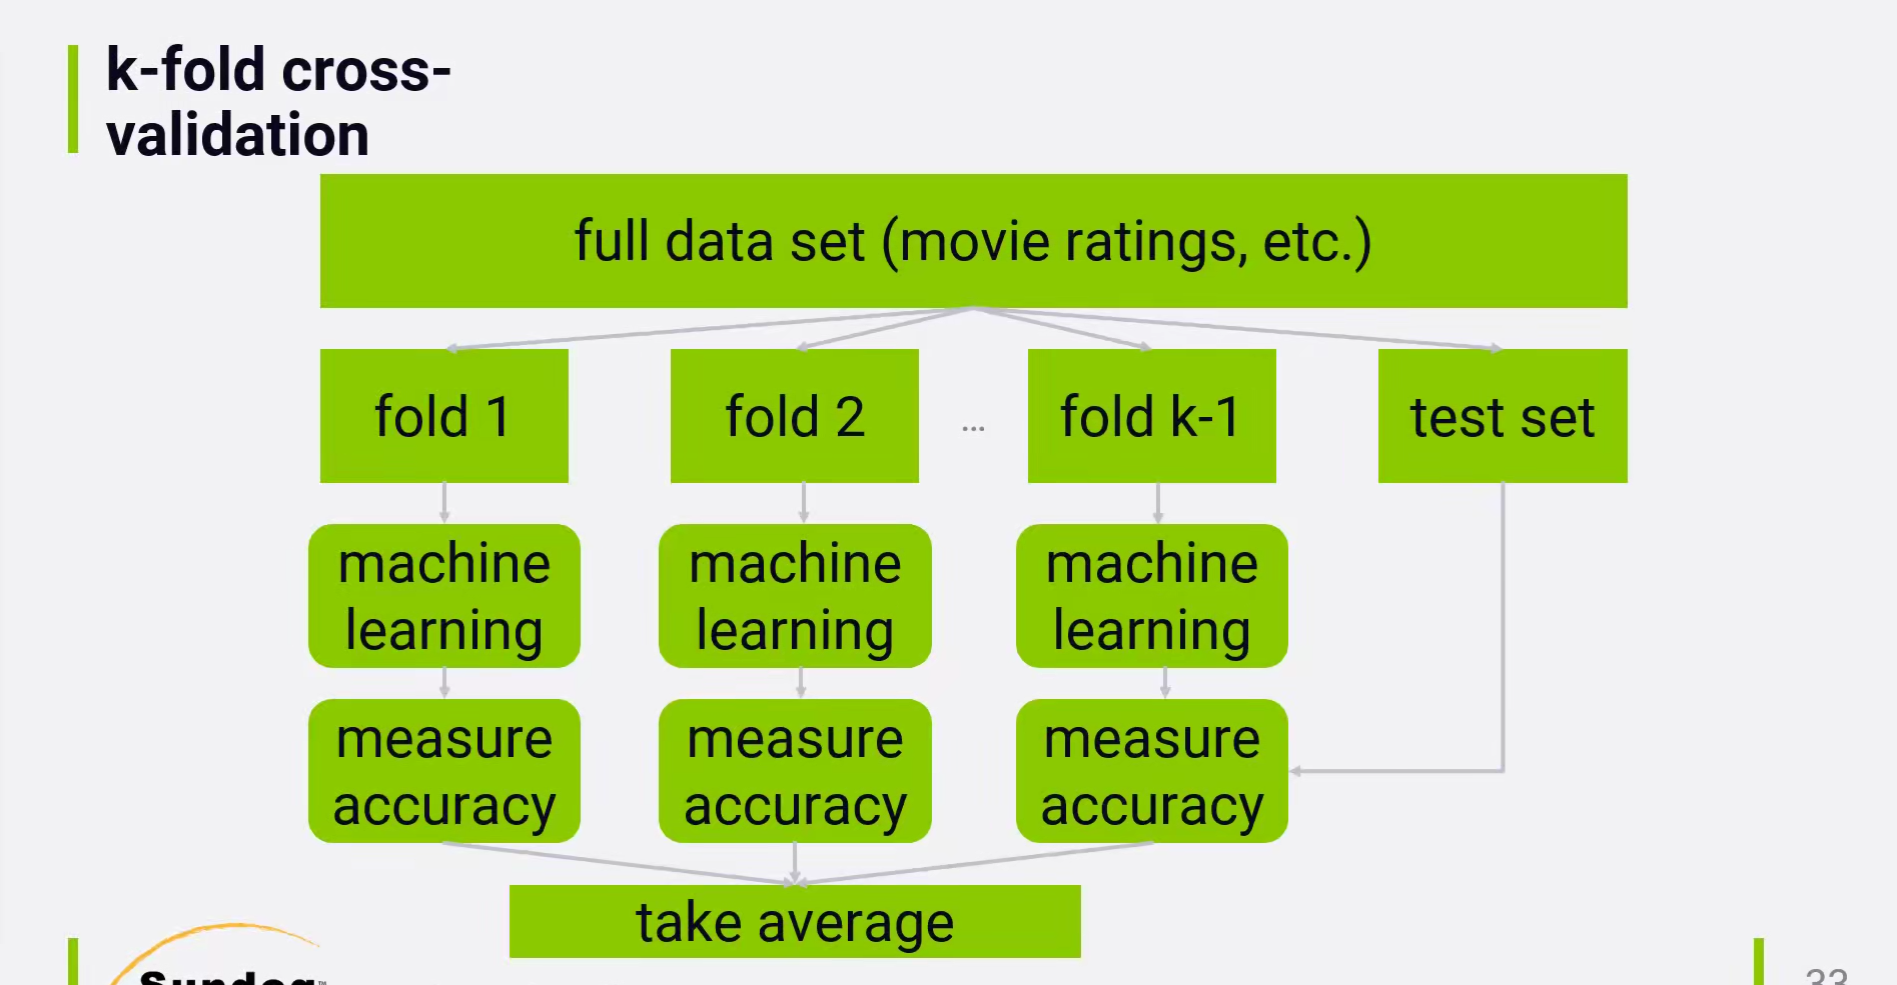 k-fold cross-
validation
full data set (movie ratings, etc.)
fold 1
fold 2
...
fold k-1
test set
machine
learning
machine
learning
machine
learning
measure
accuracy
measure
accuracy
measure
accuracy
take average
Sundog™
33